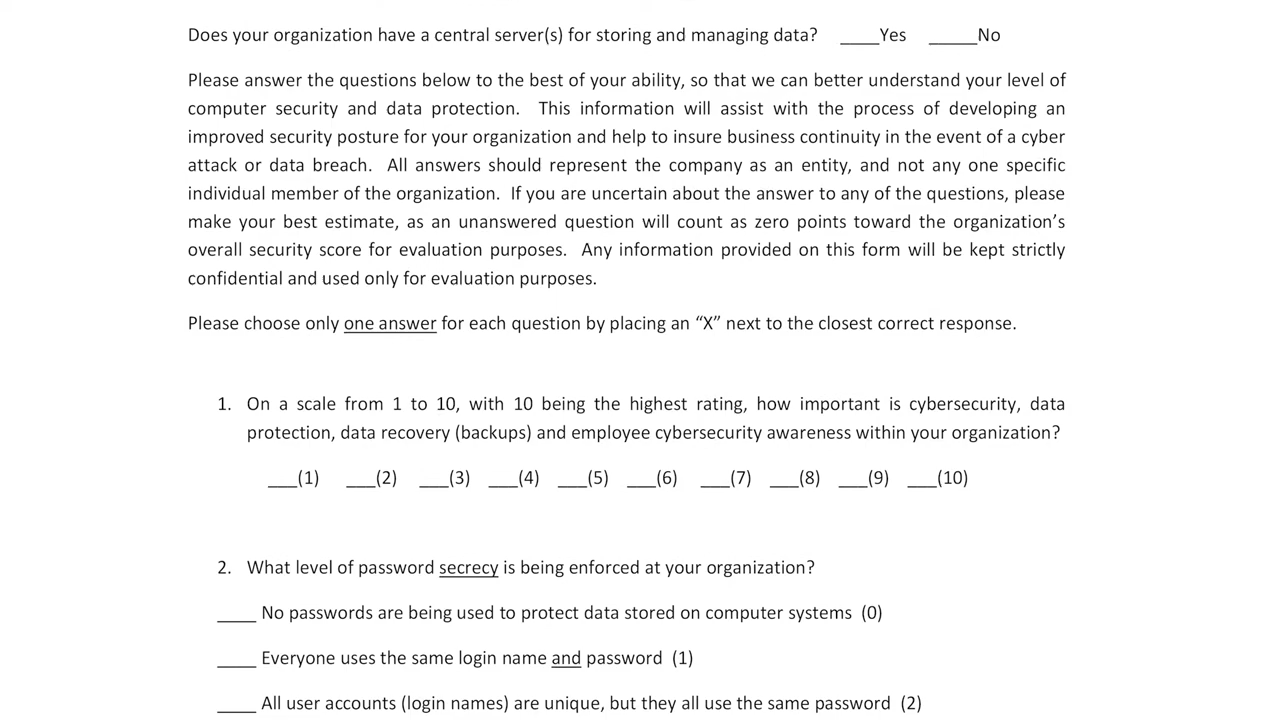 Does your organization have a central server(s) for storing and managing data? ____Yes _____No
Please answer the questions below to the best of your ability, so that we can better understand your level of
computer security and data protection. This information will assist with the process of developing an
improved security posture for your organization and help to insure business continuity in the event of a cyber
attack or data breach. All answers should represent the company as an entity, and not any one specific
individual member of the organization. If you are uncertain about the answer to any of the questions, please
make your best estimate, as an unanswered question will count as zero points toward the organization’s
overall security score for evaluation purposes. Any information provided on this form will be kept strictly
confidential and used only for evaluation purposes.
Please choose only one answer for each question by placing an “X” next to the closest correct response.
1. On a scale from 1 to 10, with 10 being the highest rating, how important is cybersecurity, data
protection, data recovery (backups) and employee cybersecurity awareness within your organization?
___(1) ___(2) ___(3) ___(4) ___(5) ___(6) ___(7) ___(8) ___(9) ___(10)
2. What level of password secrecy is being enforced at your organization?
____ No passwords are being used to protect data stored on computer systems (0)
____ Everyone uses the same login name and password (1)
____ All user accounts (login names) are unique, but they all use the same password (2)